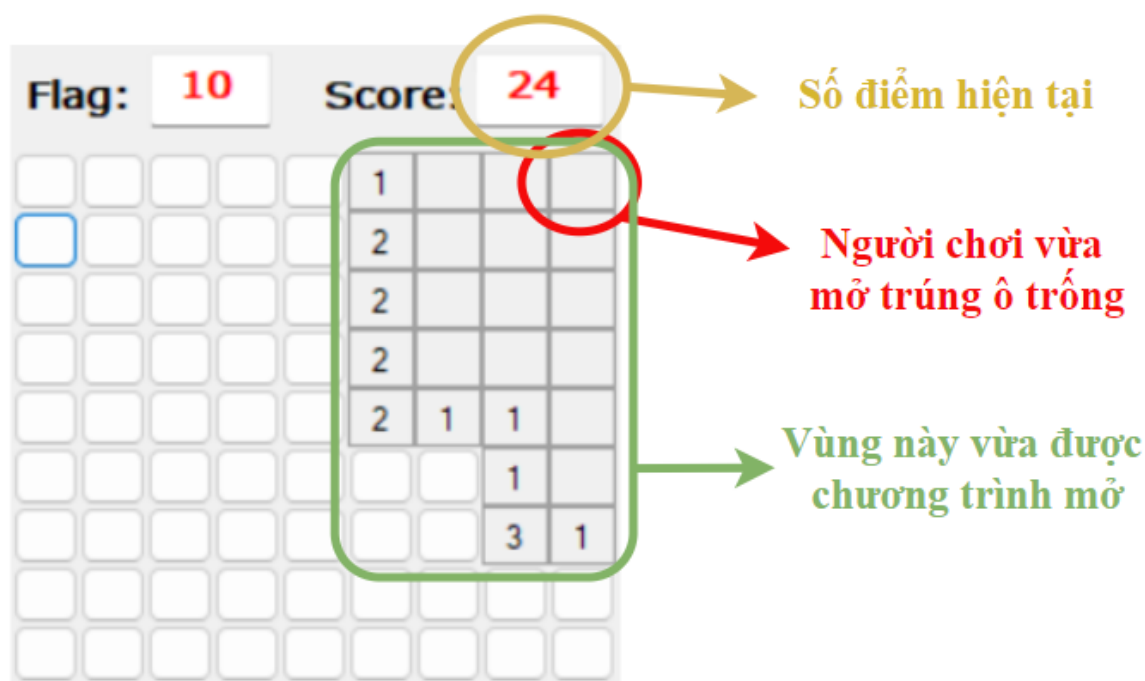 Flag: 10 Score: 24
Số điểm hiện tại
1
Người chơi vừa
mở trúng ô trống
2
2
2
2 1 1
Vùng này vừa được
chương trình mở
1
3 1